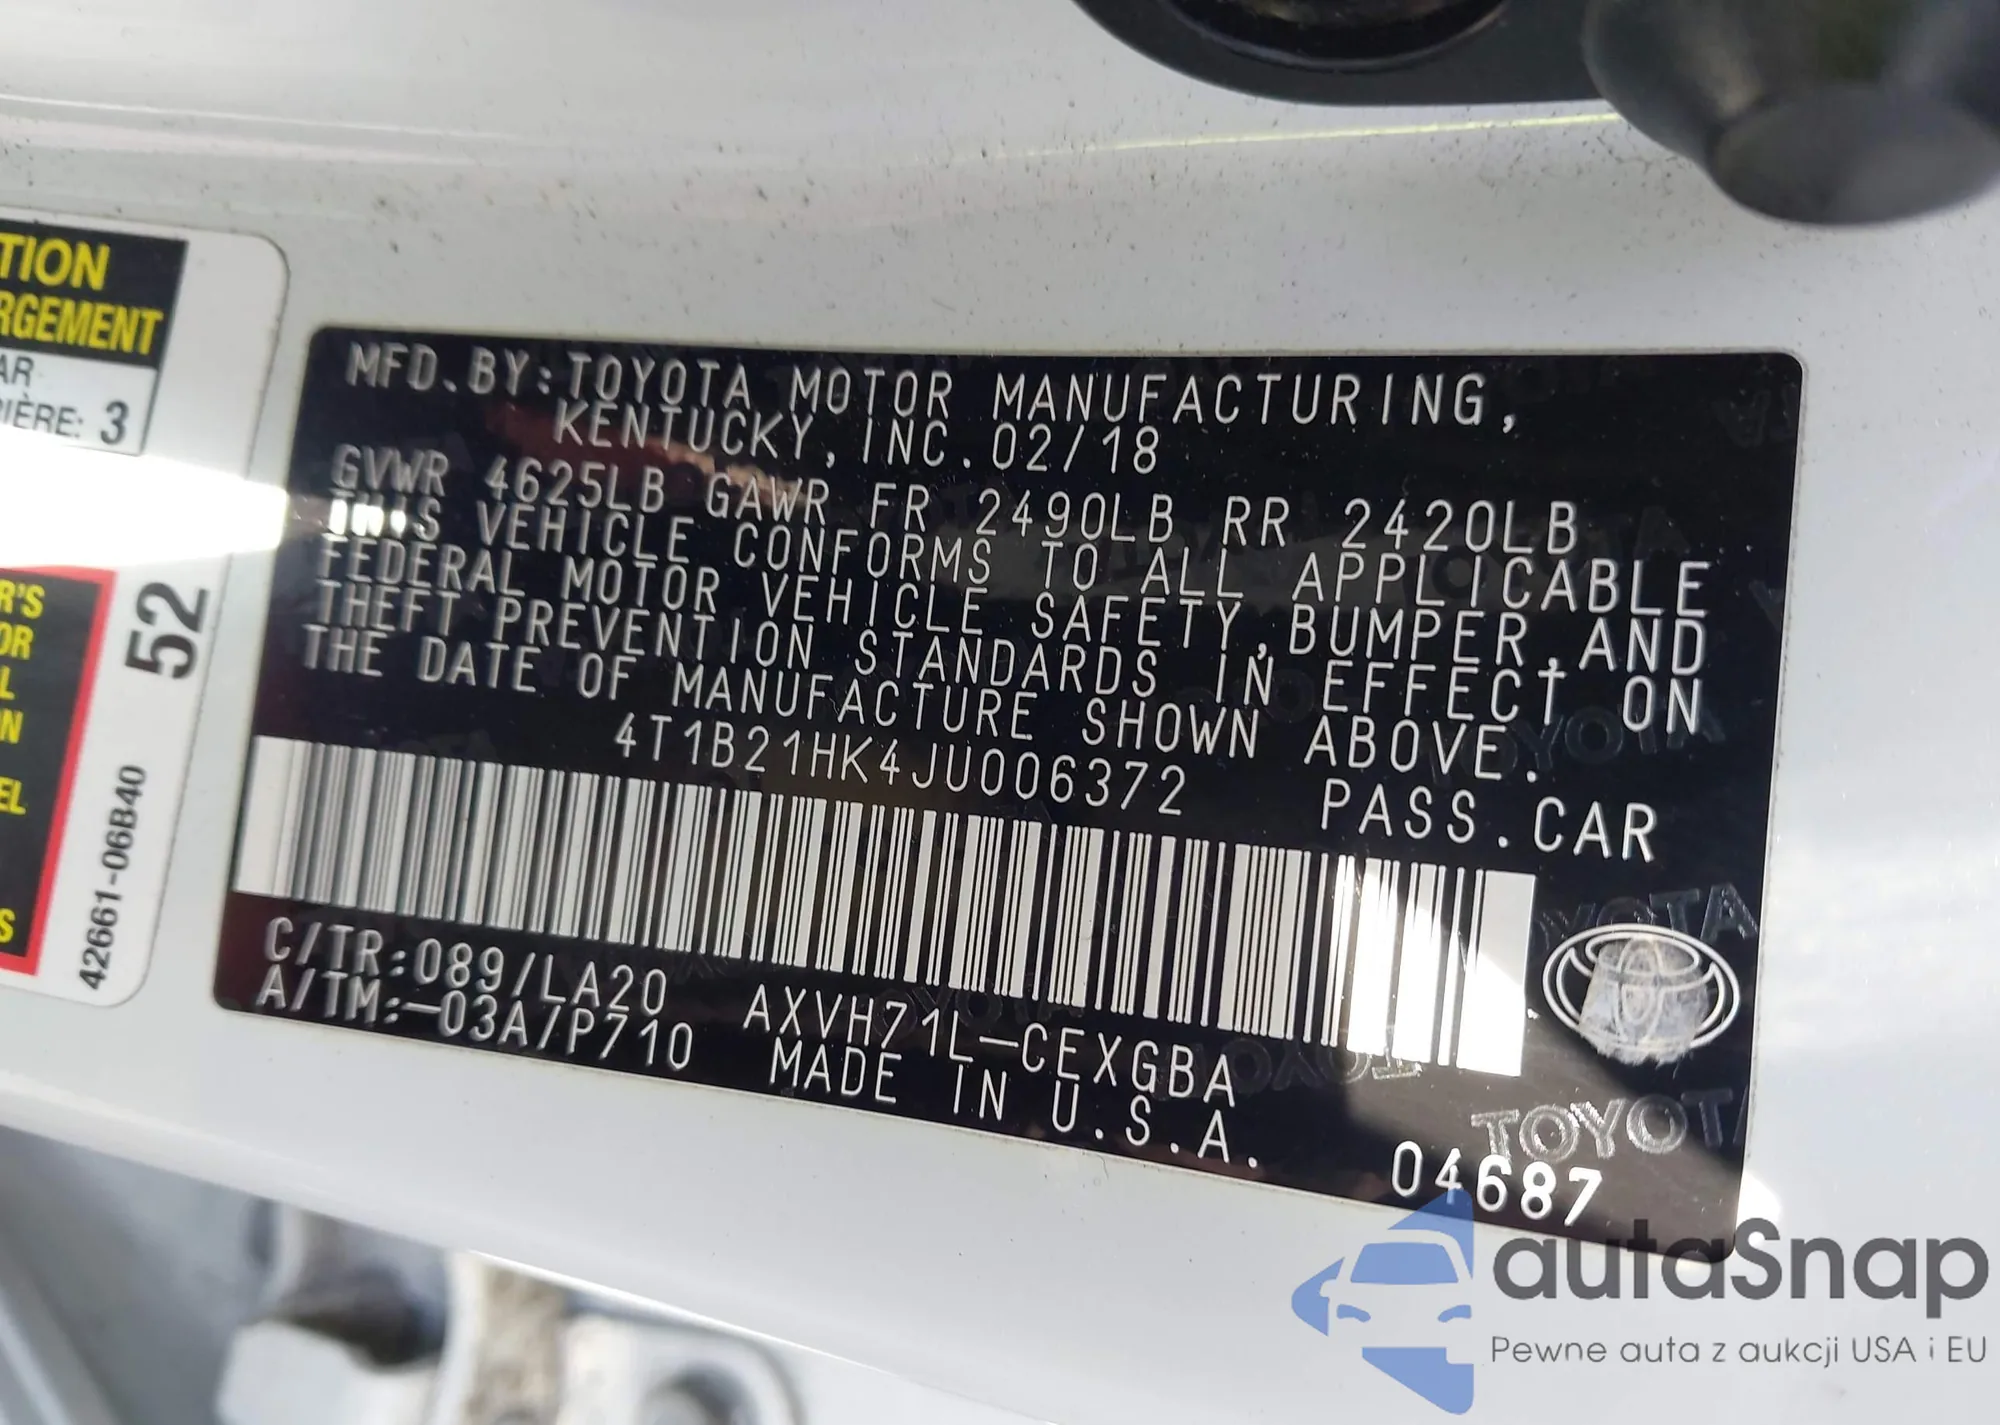 TION
RGEMENT
AR
IÈRE: 3
R'S
OR
L
N
EL
S
52
42661-06B40
MFD.BY:TOYOTA MOTOR MANUFACTURING,
KENTUCKY, INC. 02/18
GVWR 4625LB GAWR FR 2490LB RR 2420LB
THIS VEHICLE CONFORMS TO ALL APPLICABLE
FEDERAL MOTOR VEHICLE SAFETY,BUMPER,AND
THEFT PREVENTION STANDARDS IN EFFECT ON
THE DATE OF MANUFACTURE SHOWN ABOVE.
4T1B21HK4JU006372 PASS.CAR
C/TR:089/LA20 AXVH71L-CEXGBA
A/TM:-03A/P710 MADE IN U.S.A.
TOYOT
04687
autaSnap
Pewne auta z aukcji USA i EU